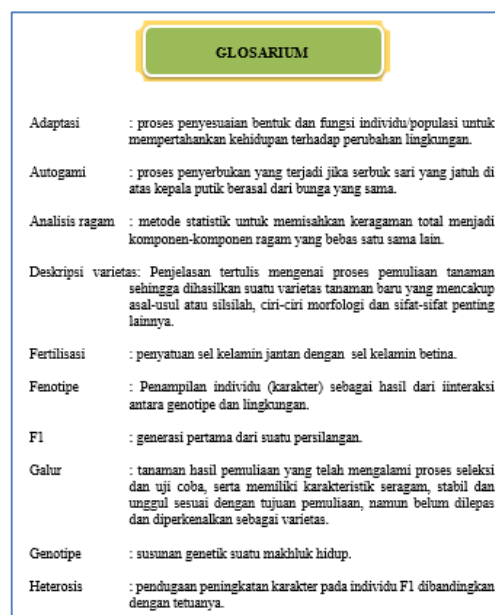 GLOSARIUM
Adaptasi : proses penyesuaian bentuk dan fungsi individu/populasi untuk
mempertahankan kehidupan terhadap perubahan lingkungan.
Autogami : proses penyerbukan yang terjadi jika serbuk sari yang jatuh di
atas kepala putik berasal dari bunga yang sama.
Analisis ragam : metode statistik untuk memisahkan keragaman total menjadi
komponen-komponen ragam yang bebas satu sama lain.
Deskripsi varietas: Penjelasan tertulis mengenai proses pemuliaan tanaman
sehingga dihasilkan suatu varietas tanaman baru yang mencakup
asal-usul atau silsilah, ciri-ciri morfologi dan sifat-sifat penting
lainnya.
Fertilisasi : penyatuan sel kelamin jantan dengan sel kelamin betina.
Fenotipe : Penampilan individu (karakter) sebagai hasil dari iinteraksi
antara genotipe dan lingkungan.
F1 : generasi pertama dari suatu persilangan.
Galur : tanaman hasil pemuliaan yang telah mengalami proses seleksi
dan uji coba, serta memiliki karakteristik seragam, stabil dan
unggul sesuai dengan tujuan pemuliaan, namun belum dilepas
dan diperkenalkan sebagai varietas.
Genotipe : susunan genetik suatu makhluk hidup.
Heterosis : pendugaan peningkatan karakter pada individu F1 dibandingkan
dengan tetuanya.